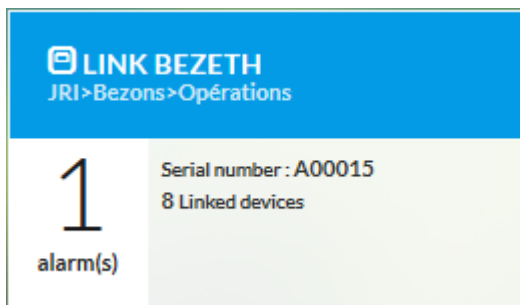 LINK BEZETH
JRI>Bezons>Opérations
1
alarm(s)
Serial number : A00015
8 Linked devices